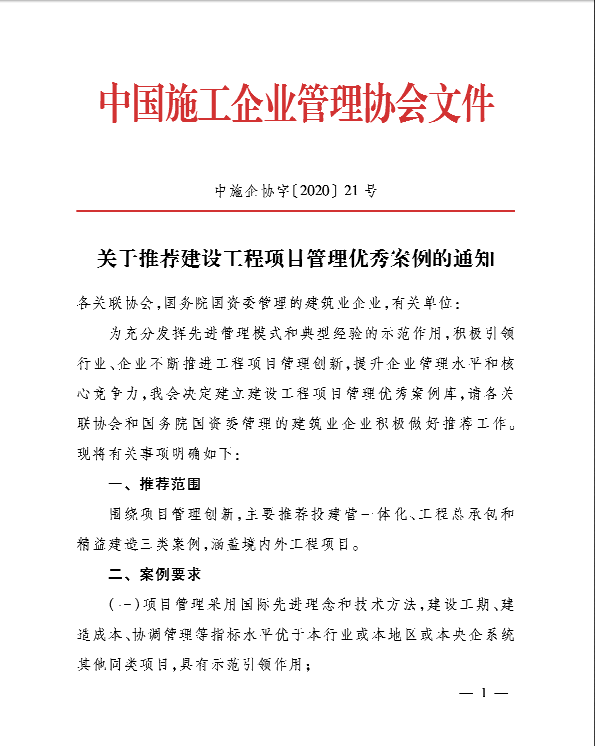 中国施工企业管理协会文件
中施企协字〔2020〕21 号
关于推荐建设工程项目管理优秀案例的通知
各关联协会,国务院国资委管理的建筑业企业,有关单位:
为充分发挥先进管理模式和典型经验的示范作用,积极引领
行业、企业不断推进工程项目管理创新,提升企业管理水平和核
心竞争力,我会决定建立建设工程项目管理优秀案例库,请各关
联协会和国务院国资委管理的建筑业企业积极做好推荐工作。
现将有关事项明确如下:
一、推荐范围
围绕项目管理创新,主要推荐投建营一体化、工程总承包和
精益建造三类案例,涵盖境内外工程项目。
二、案例要求
(一)项目管理采用国际先进理念和技术方法,建设工期、建
造成本、协调管理等指标水平优于本行业或本地区或本央企系统
其他同类项目,具有示范引领作用;
— 1 —